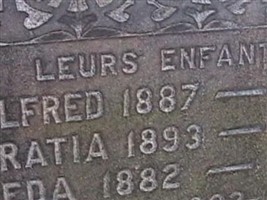 LEURS ENFANT
LFRED 1887 —
RATIA 1893 —
EDA 1882 —